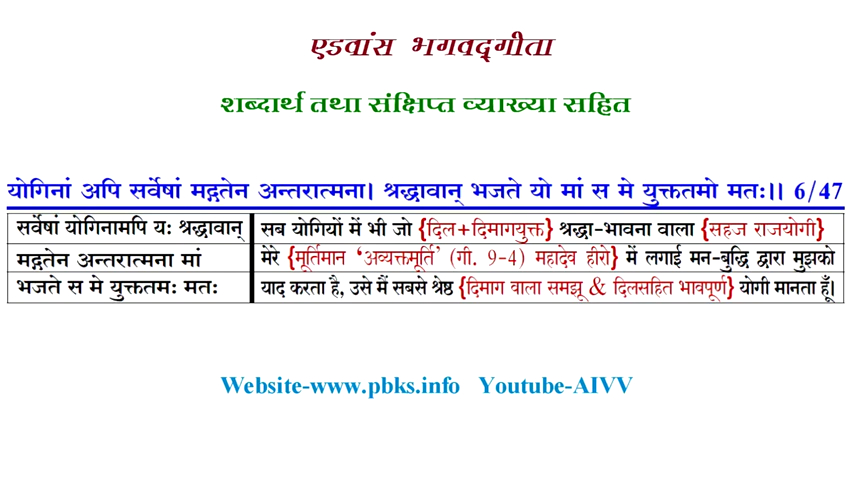 एडवांस भगवद्‌गीता
शब्दार्थ तथा संक्षिप्त व्याख्या सहित
योगिनां अपि सर्वेषां मद्गतेन अन्तरात्मना। श्रद्धावान् भजते यो मां स मे युक्ततमो मतः।। 6/47
सर्वेषां योगिनामपि यः श्रद्धावान् सब योगियों में भी जो {दिल+दिमागयुक्त} श्रद्धा-भावना वाला {सहज राजयोगी}
मद्गतेन अन्तरात्मना मां मेरे {मूर्तिमान ‘अव्यक्तमूर्ति’ (गी. 9-4) महादेव हीरो} में लगाई मन-बुद्धि द्वारा मुझको
भजते स मे युक्ततमः मतः याद करता है, उसे मैं सबसे श्रेष्ठ {दिमाग वाला समझू & दिलसहित भावपूर्ण} योगी मानता हूँ।
Website-www.pbks.info Youtube-AIVV